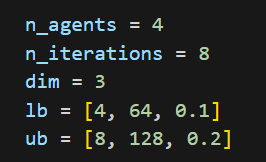 n_agents = 4
n_iterations = 8
dim = 3
lb = [4, 64, 0.1]
ub = [8, 128, 0.2]